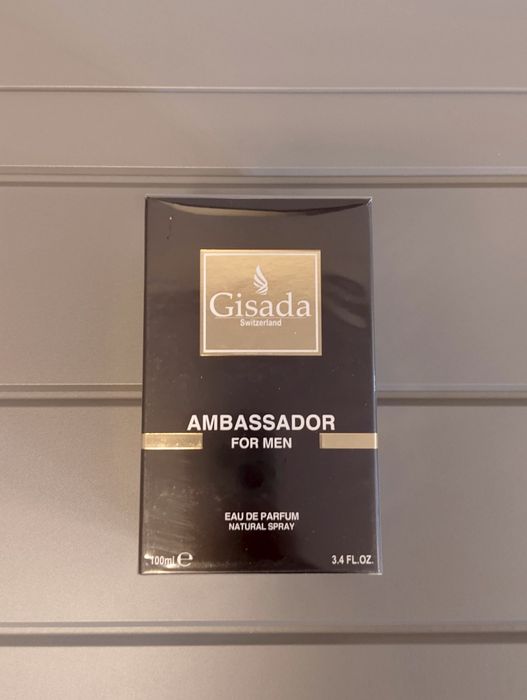 Gisada
Switzerland
AMBASSADOR
FOR MEN
EAU DE PARFUM
NATURAL SPRAY
100ml ℮
3.4 FL.OZ.